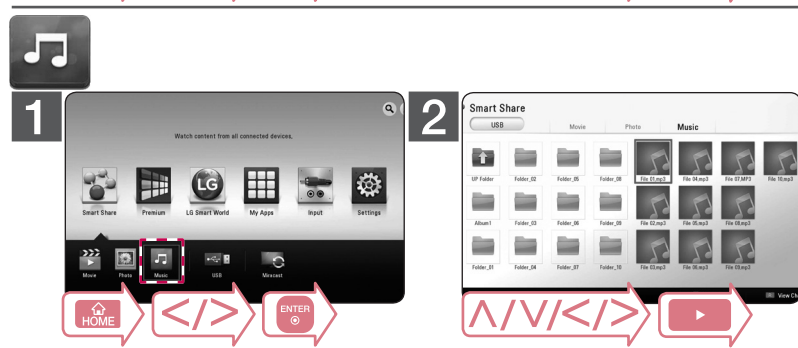 1
Watch content from all connected devices.
LG
Smart Share Premium LG Smart World My Apps Input Settings
Movie Photo Music USB Miracast
HOME
</>
ENTER
2
Smart Share
USB Movie Photo Music
UP Folder Folder_02 Folder_05 Folder_08 File 01.mp3 File 04.mp3 File 07.MP3 File 10.mp3
Album1 Folder_03 Folder_06 Folder_09 File 02.mp3 File 05.mp3 File 08.mp3
Folder_01 Folder_04 Folder_07 Folder_10 File 03.mp3 File 06.mp3 File 09.mp3
View Ch
Λ/V/</>